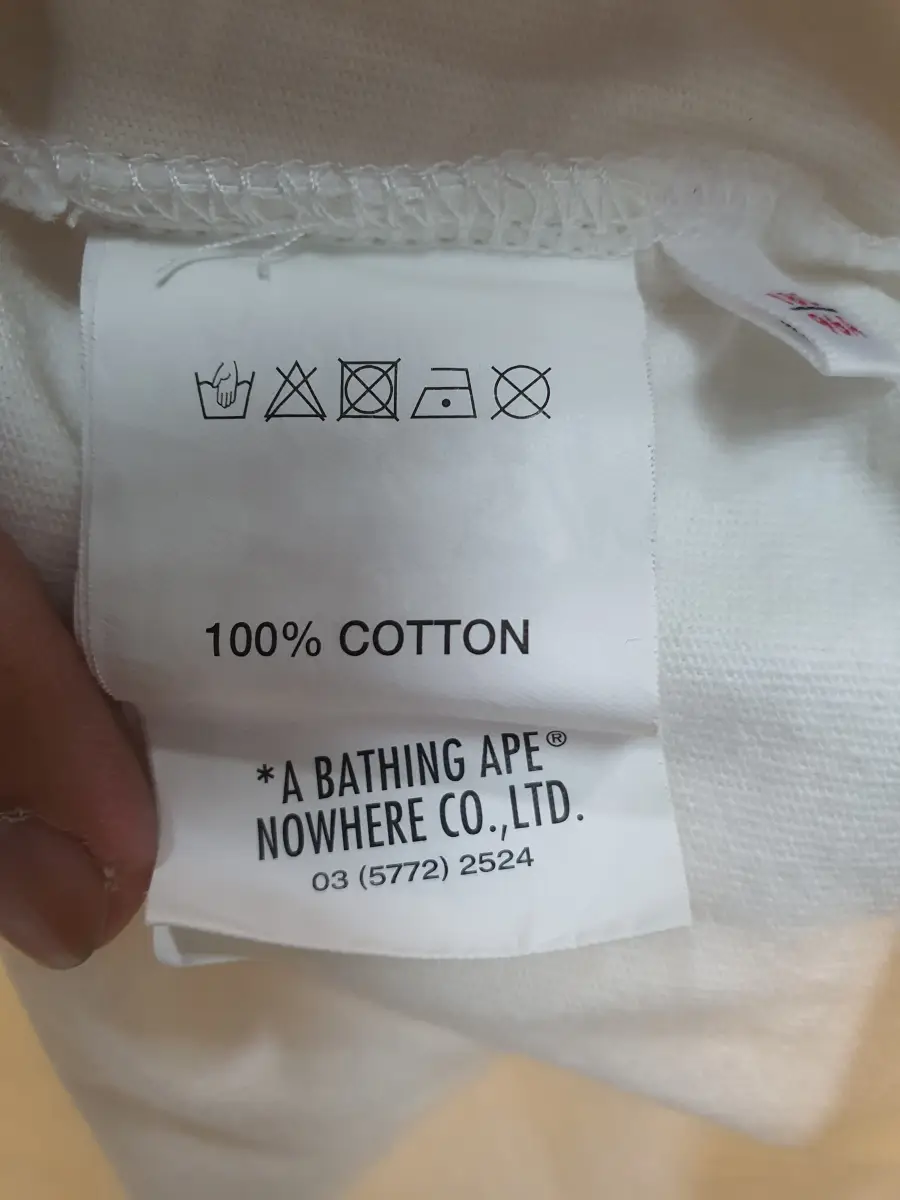 100% COTTON
*A BATHING APE®
NOWHERE CO.,LTD.
03 (5772) 2524